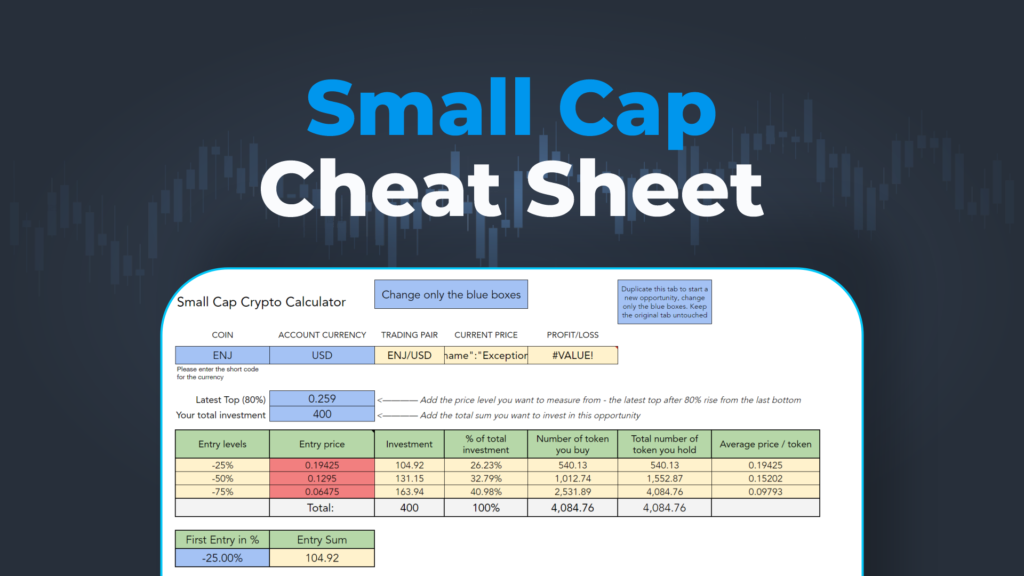 Small Cap
Cheat Sheet
Small Cap Crypto Calculator
Change only the blue boxes
Duplicate this tab to start a
new opportunity, change
only the blue boxes. Keep
the original tab untouched
COIN ACCOUNT CURRENCY TRADING PAIR CURRENT PRICE PROFIT/LOSS
ENJ USD ENJ/USD name":"Exception #VALUE!
Please enter the short code
for the currency
Latest Top (80%) 0.259 <———— Add the price level you want to measure from - the latest top after 80% rise from the last bottom
Your total investment 400 <———— Add the total sum you want to invest in this opportunity
Entry levels Entry price Investment % of total investment Number of token you buy Total number of token you hold Average price / token
-25% 0.19425 104.92 26.23% 540.13 540.13 0.19425
-50% 0.1295 131.15 32.79% 1,012.74 1,552.87 0.15202
-75% 0.06475 163.94 40.98% 2,531.89 4,084.76 0.09793
Total: 400 100% 4,084.76 4,084.76
First Entry in % Entry Sum
-25.00% 104.92